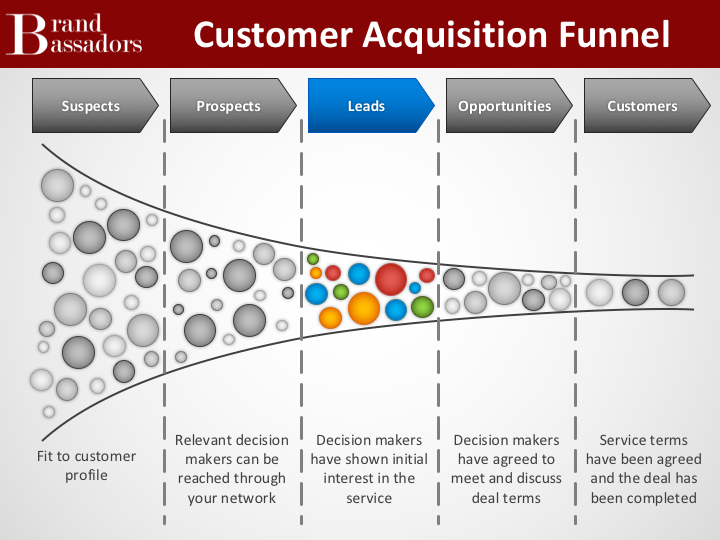 Brand
Bassadors
Customer Acquisition Funnel
Suspects
Prospects
Leads
Opportunities
Customers
Fit to customer
profile
Relevant decision
makers can be
reached through
your network
Decision makers
have shown initial
interest in the
service
Decision makers
have agreed to
meet and discuss
deal terms
Service terms
have been agreed
and the deal has
been completed